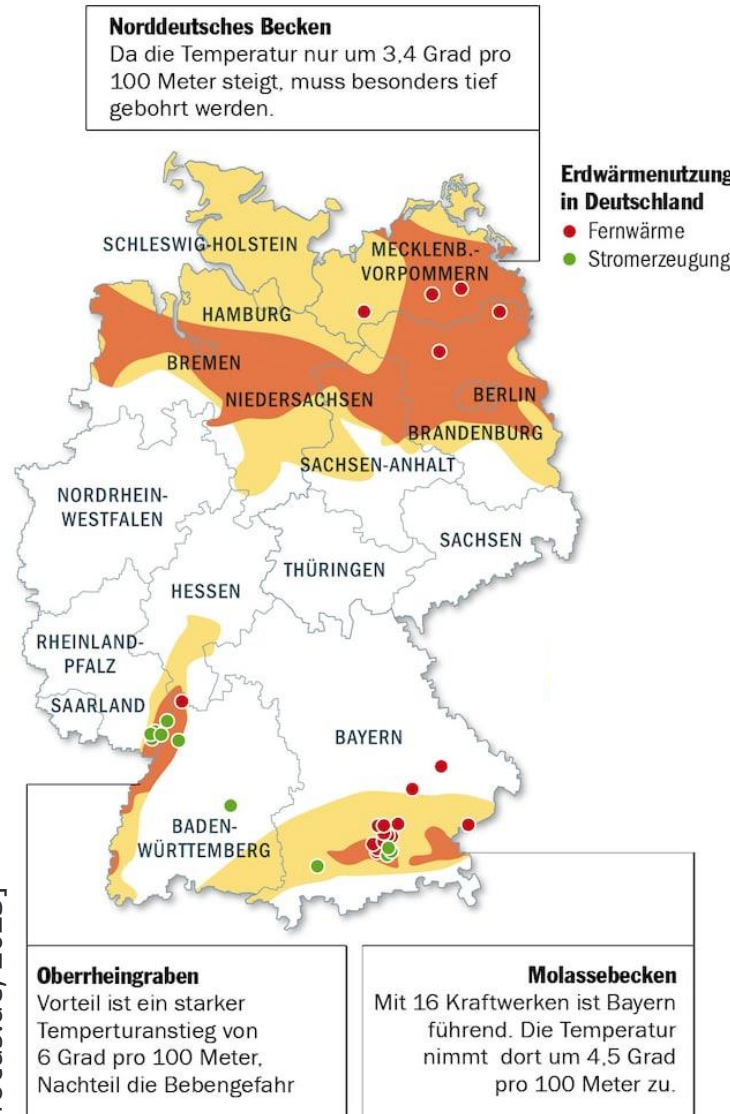 Norddeutsches Becken
Da die Temperatur nur um 3,4 Grad pro
100 Meter steigt, muss besonders tief
gebohrt werden.
Erdwärmenutzung
in Deutschland
Fernwärme
Stromerzeugung
SCHLESWIG-HOLSTEIN
MECKLENB.-
VORPOMMERN
HAMBURG
BREMEN
NIEDERSACHSEN
BERLIN
BRANDENBURG
SACHSEN-ANHALT
NORDRHEIN-
WESTFALEN
SACHSEN
THÜRINGEN
HESSEN
RHEINLAND-
PFALZ
SAARLAND
BAYERN
BADEN-
WÜRTTEMBERG
Oberrheingraben
Vorteil ist ein starker
Temperturanstieg von
6 Grad pro 100 Meter,
Nachteil die Bebengefahr
Molassebecken
Mit 16 Kraftwerken ist Bayern
führend. Die Temperatur
nimmt dort um 4,5 Grad
pro 100 Meter zu.